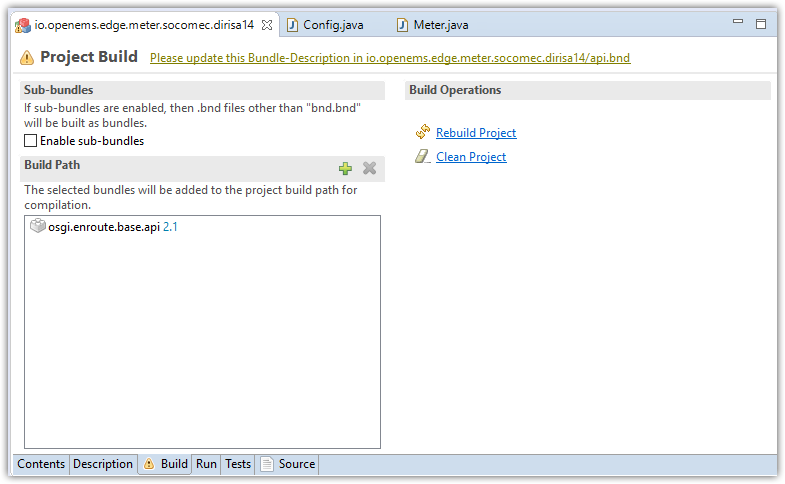 io.openems.edge.meter.socomec.dirisa14
Config.java
Meter.java
Project Build
Please update this Bundle-Description in io.openems.edge.meter.socomec.dirisa14/api.bnd
Sub-bundles
If sub-bundles are enabled, then .bnd files other than "bnd.bnd"
will be built as bundles.
Enable sub-bundles
Build Path
The selected bundles will be added to the project build path for
compilation.
osgi.enroute.base.api 2.1
Build Operations
Rebuild Project
Clean Project
Contents
Description
Build
Run
Tests
Source